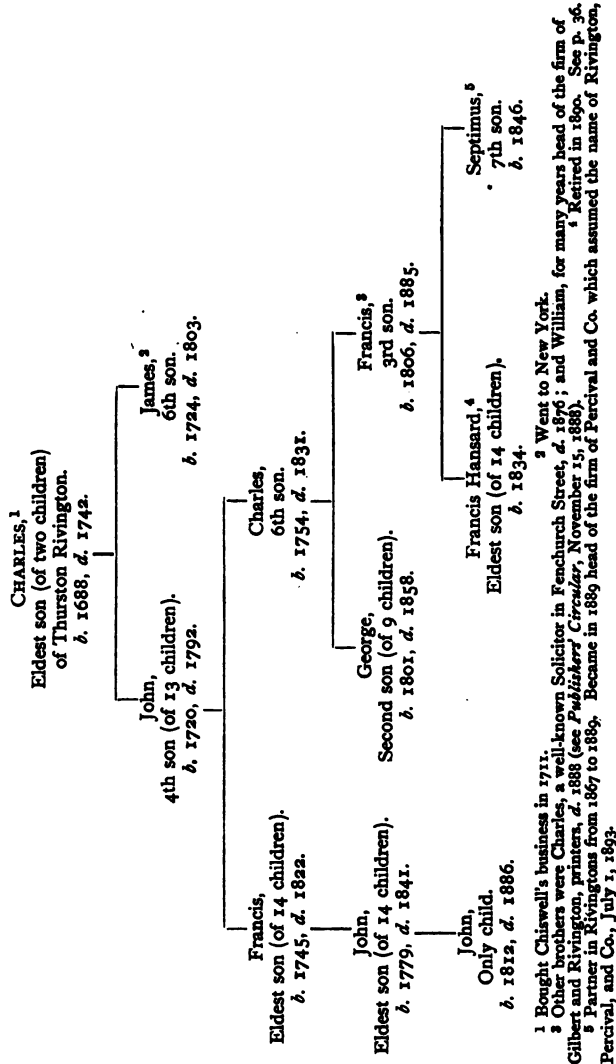 CHARLES,¹
Eldest son (of two children)
of Thurston Rivington.
b. 1688, d. 1742.
John,
4th son (of 13 children).
b. 1720, d. 1792.
James,²
6th son.
b. 1724, d. 1803.
Francis,
Eldest son (of 14 children).
b. 1745, d. 1822.
Charles,
6th son.
b. 1754, d. 1831.
John,
Eldest son (of 14 children).
b. 1779, d. 1841.
George,
Second son (of 9 children).
b. 1801, d. 1858.
Francis,³
3rd son.
b. 1806, d. 1885.
John,
Only child.
b. 1812, d. 1886.
Francis Hansard,⁴
Eldest son (of 14 children).
b. 1834.
Septimus,⁵
7th son.
b. 1846.
¹ Bought Chiswell's business in 1711. ² Went to New York.
³ Other brothers were Charles, a well-known Solicitor in Fenchurch Street, d. 1876; and William, for many years head of the firm of
Gilbert and Rivington, printers, d. 1888 (see Publishers' Circular, November 15, 1888). ⁴ Retired in 1890. See p. 36.
⁵ Partner in Rivingtons from 1867 to 1889. Became in 1889 head of the firm of Percival and Co. which assumed the name of Rivington,
Percival, and Co., July 1, 1893.